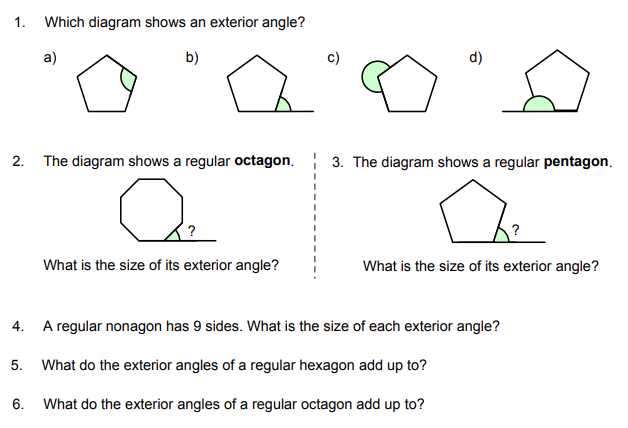 1. Which diagram shows an exterior angle?
a) b) c) d)
2. The diagram shows a regular octagon.
?
What is the size of its exterior angle?
3. The diagram shows a regular pentagon.
?
What is the size of its exterior angle?
4. A regular nonagon has 9 sides. What is the size of each exterior angle?
5. What do the exterior angles of a regular hexagon add up to?
6. What do the exterior angles of a regular octagon add up to?